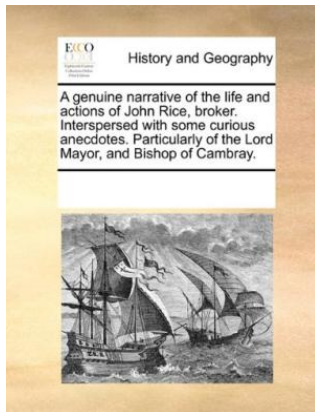 ECCO
History and Geography
A genuine narrative of the life and
actions of John Rice, broker.
Interspersed with some curious
anecdotes. Particularly of the Lord
Mayor, and Bishop of Cambray.